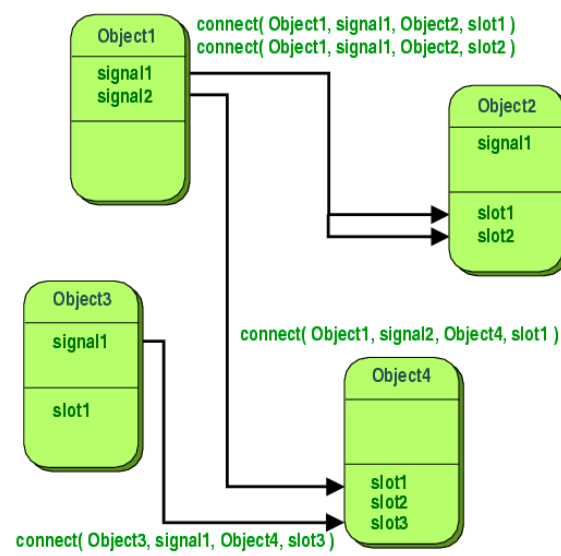 connect( Object1, signal1, Object2, slot1 )
connect( Object1, signal1, Object2, slot2 )
Object1
signal1
signal2
Object2
signal1
slot1
slot2
Object3
signal1
slot1
connect( Object1, signal2, Object4, slot1 )
Object4
slot1
slot2
slot3
connect( Object3, signal1, Object4, slot3 )